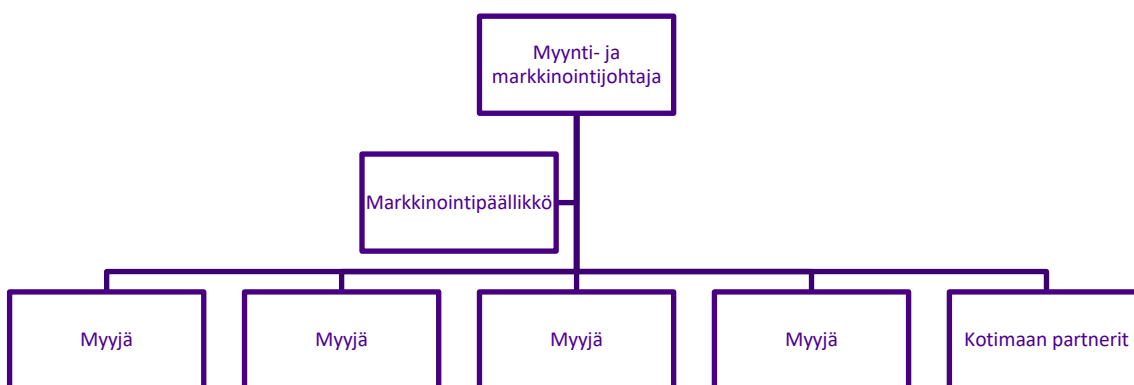 Myynti- ja
markkinointijohtaja
Markkinointipäällikkö
Myyjä
Myyjä
Myyjä
Myyjä
Kotimaan partnerit